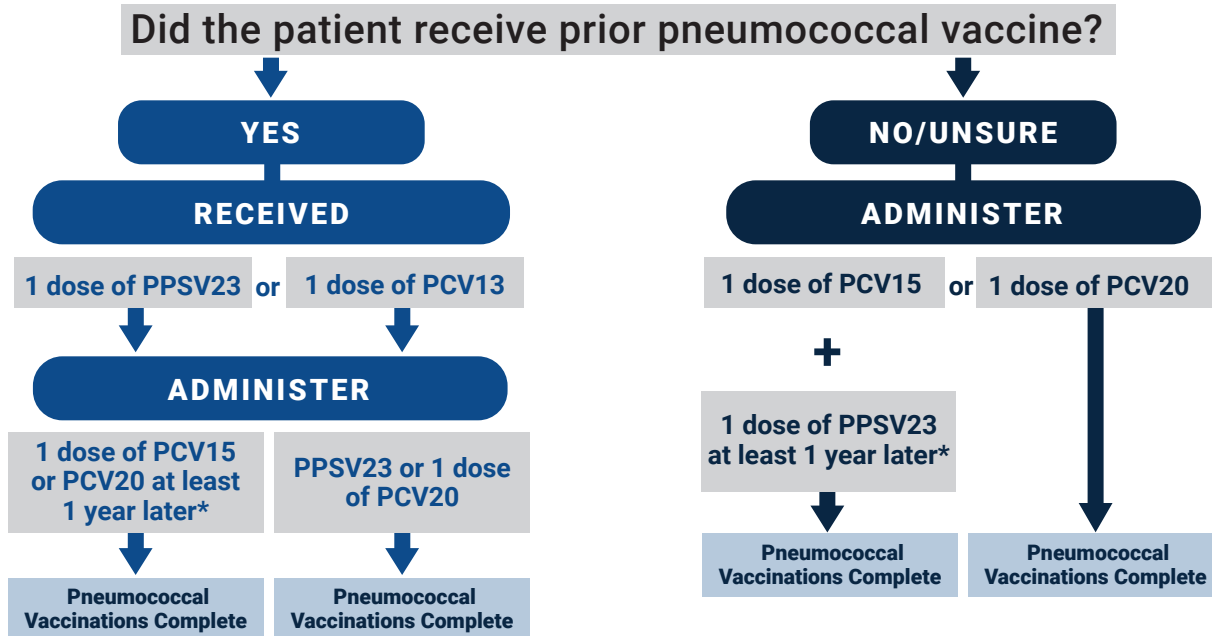 Did the patient receive prior pneumococcal vaccine?
YES
RECEIVED
1 dose of PPSV23 or 1 dose of PCV13
ADMINISTER
1 dose of PCV15
or PCV20 at least
1 year later*
PPSV23 or 1 dose
of PCV20
Pneumococcal
Vaccinations Complete
Pneumococcal
Vaccinations Complete
NO/UNSURE
ADMINISTER
1 dose of PCV15 or 1 dose of PCV20
+
1 dose of PPSV23
at least 1 year later*
Pneumococcal
Vaccinations Complete
Pneumococcal
Vaccinations Complete